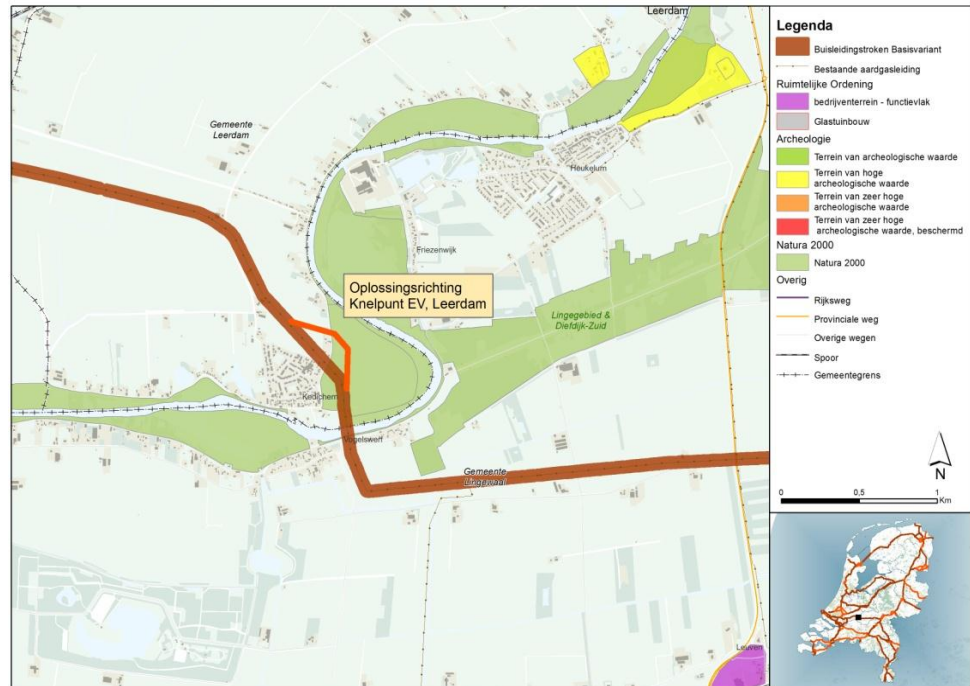 Leerdam
Gemeente
Leerdam
Heukelum
Friezenwijk
Oplossingsrichting
Knelpunt EV, Leerdam
Lingegebied &
Diefdijk-Zuid
Kedichem
Vogelswerf
Gemeente
Lingewaal
Leuven
Legenda
Buisleidingstroken Basisvariant
Bestaande aardgasleiding
Ruimtelijke Ordening
bedrijventerrein - functievlak
Glastuinbouw
Archeologie
Terrein van archeologische waarde
Terrein van hoge
archeologische waarde
Terrein van zeer hoge
archeologische waarde
Terrein van zeer hoge
archeologische waarde, beschermd
Natura 2000
Natura 2000
Overig
Rijksweg
Provinciale weg
Overige wegen
Spoor
Gemeentegrens
N
0 0,5 1
Km